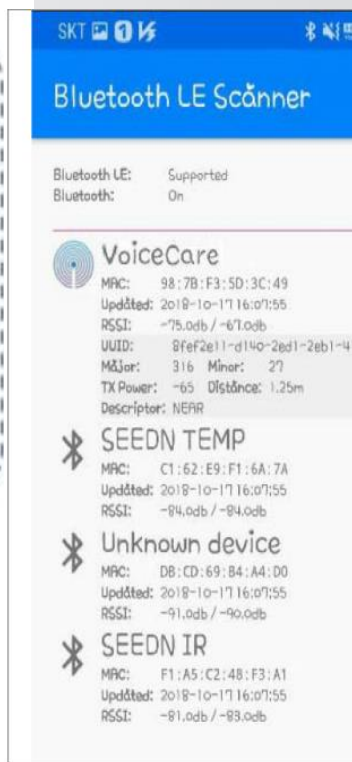 SKT
Bluetooth LE Scanner
Bluetooth LE: Supported
Bluetooth: On
VoiceCare
MAC: 98:7B:F3:5D:3C:49
Updated: 2018-10-17 16:07:55
RSSI: -75.0db / -67.0db
UUID: 8fef2e11-d140-2ed1-2eb1-4
Major: 316 Minor: 27
TX Power: -65 Distance: 1.25m
Descriptor: NEAR
SEEDN TEMP
MAC: C1:62:E9:F1:6A:7A
Updated: 2018-10-17 16:07:55
RSSI: -84.0db / -84.0db
Unknown device
MAC: DB:CD:69:B4:A4:D0
Updated: 2018-10-17 16:07:55
RSSI: -91.0db / -90.0db
SEEDN IR
MAC: F1:A5:C2:48:F3:A1
Updated: 2018-10-17 16:07:55
RSSI: -81.0db / -83.0db